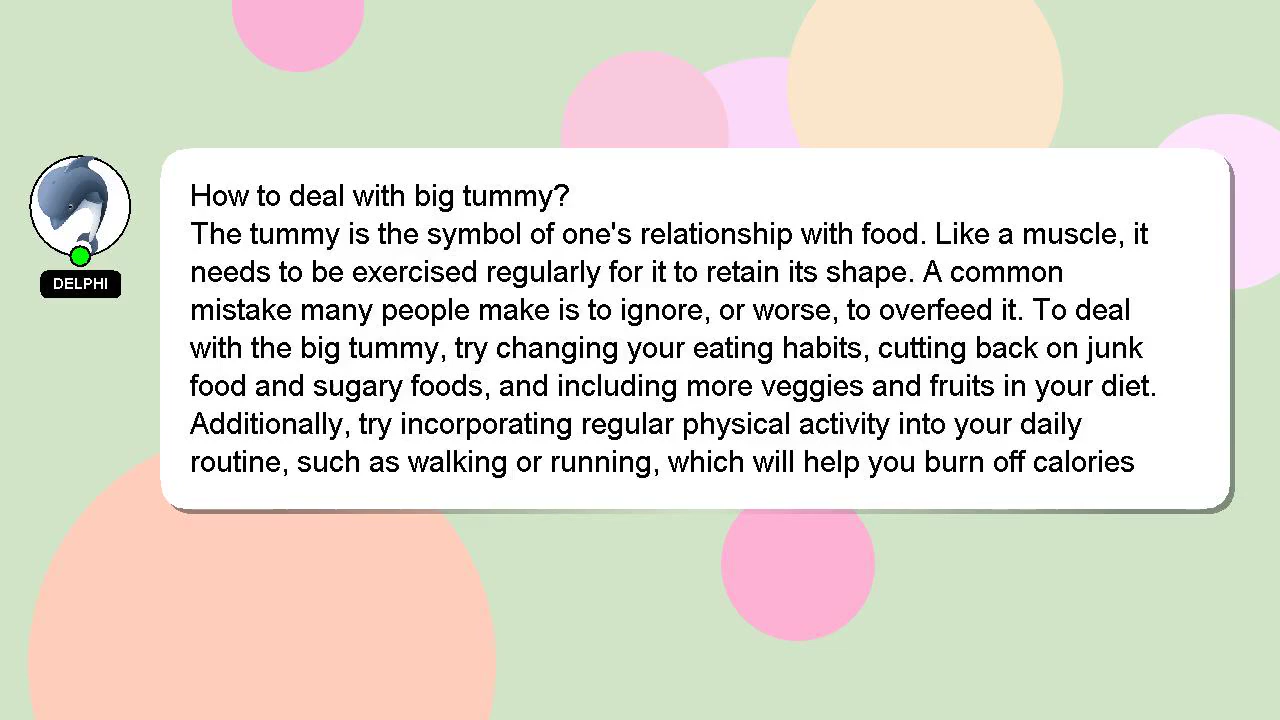 How to deal with big tummy?
The tummy is the symbol of one's relationship with food. Like a muscle, it
needs to be exercised regularly for it to retain its shape. A common
mistake many people make is to ignore, or worse, to overfeed it. To deal
with the big tummy, try changing your eating habits, cutting back on junk
food and sugary foods, and including more veggies and fruits in your diet.
Additionally, try incorporating regular physical activity into your daily
routine, such as walking or running, which will help you burn off calories
DELPHI